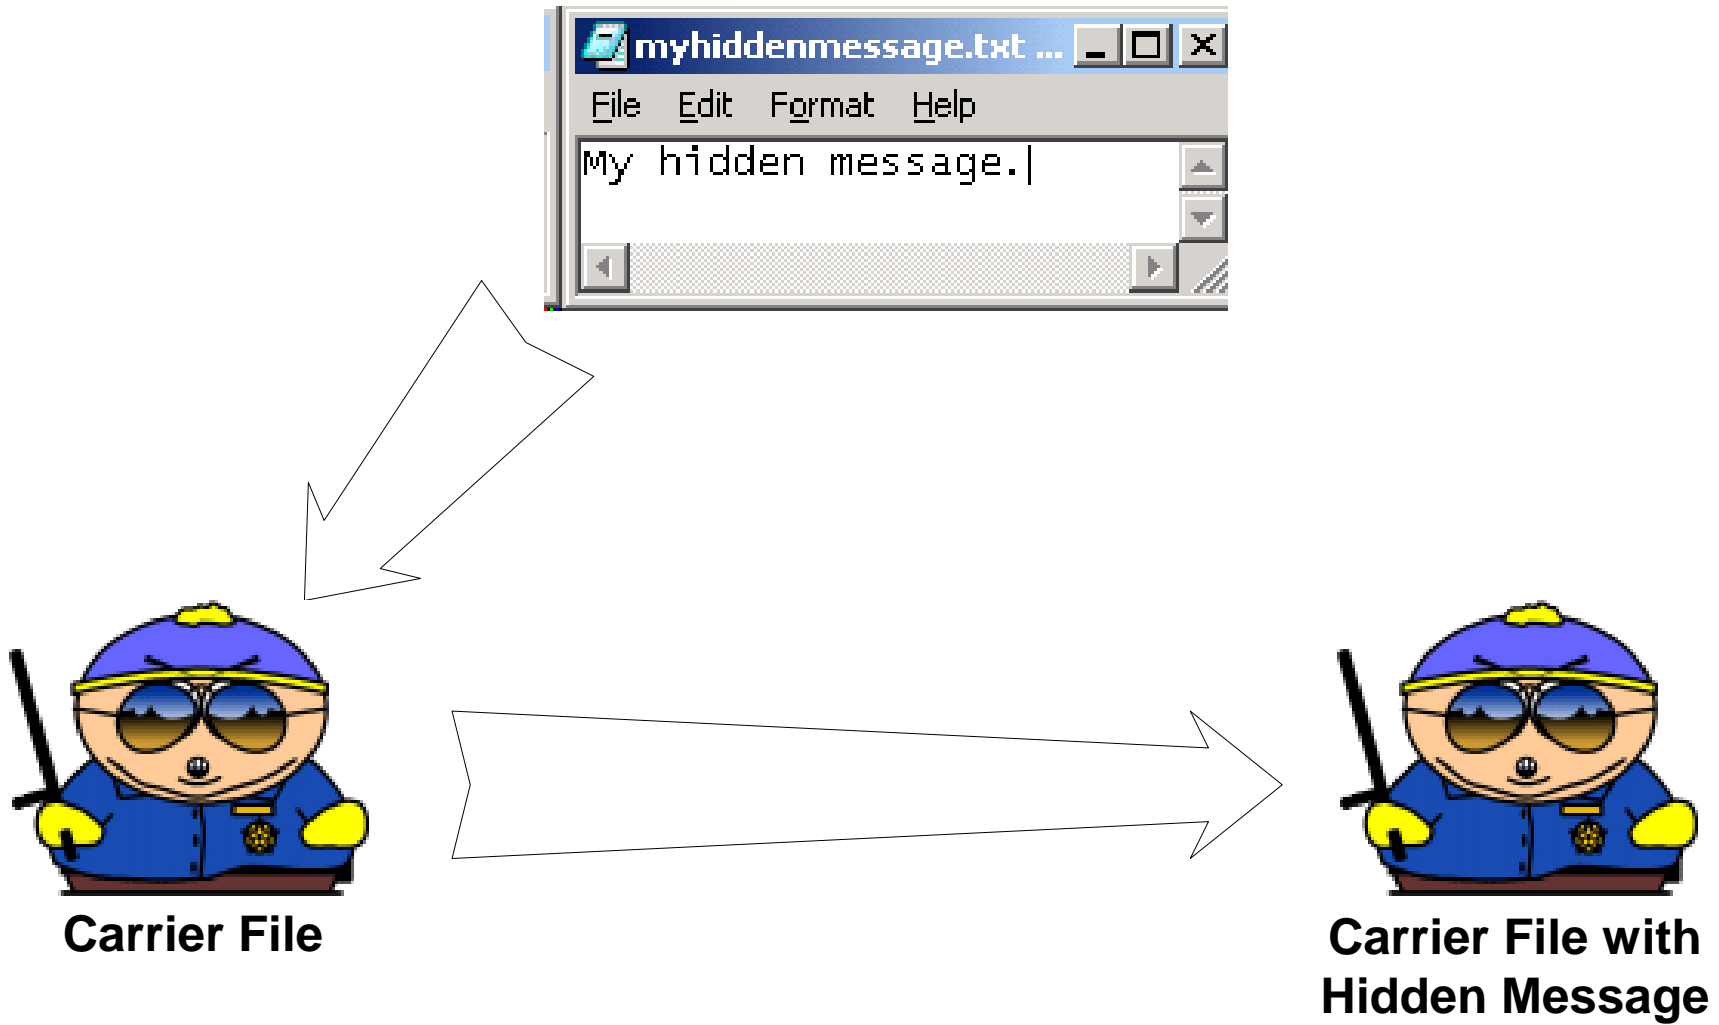 myhiddenmessage.txt ...
File Edit Format Help
My hidden message.
Carrier File
Carrier File with
Hidden Message